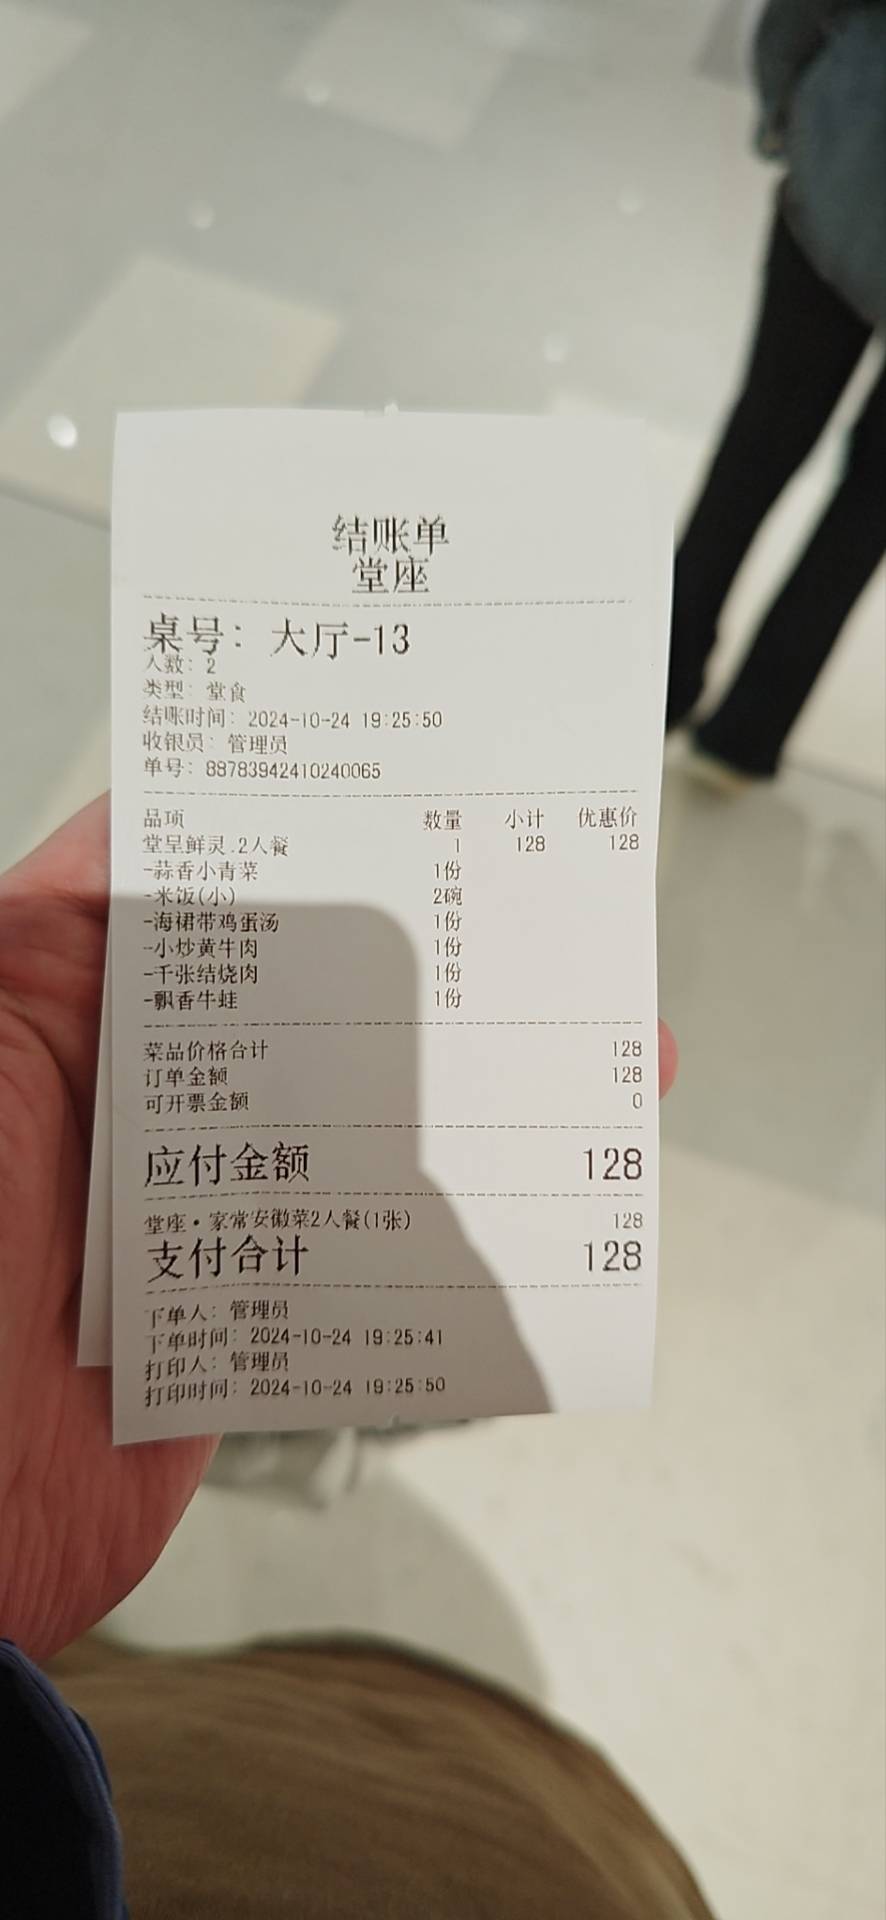 结账单
堂座
桌号: 大厅-13
人数: 2
类型: 堂食
结账时间: 2024-10-24 19:25:50
收银员: 管理员
单号: 88783942410240065
品项 数量 小计 优惠价
堂呈鲜灵.2人餐 1 128 128
-蒜香小青菜 1份
-米饭(小) 2碗
-海裙带鸡蛋汤 1份
-小炒黄牛肉 1份
-千张结烧肉 1份
-飘香牛蛙 1份
菜品价格合计 128
订单金额 128
可开票金额 0
应付金额 128
堂座·家常安徽菜2人餐(1张) 128
支付合计 128
下单人: 管理员
下单时间: 2024-10-24 19:25:41
打印人: 管理员
打印时间: 2024-10-24 19:25:50